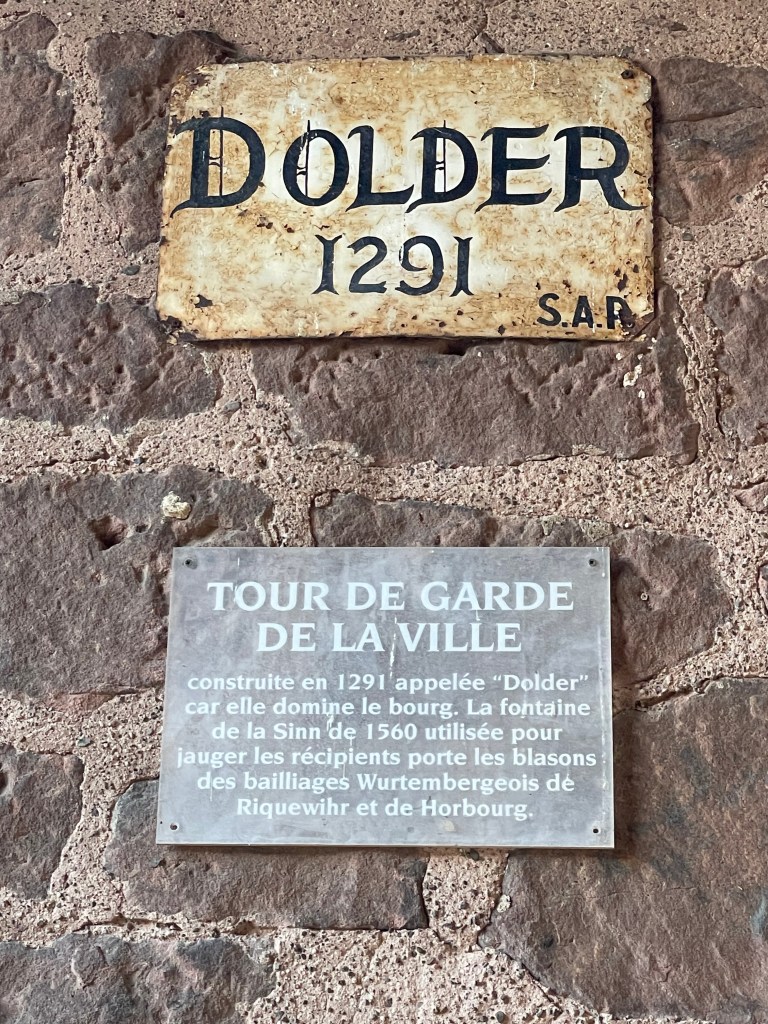 DOLDER
1291
S.A.R.
TOUR DE GARDE
DE LA VILLE
construite en 1291 appelée “Dolder”
car elle domine le bourg. La fontaine
de la Sinn de 1560 utilisée pour
jauger les récipients porte les blasons
des bailliages Wurtembergeois de
Riquewihr et de Horbourg.